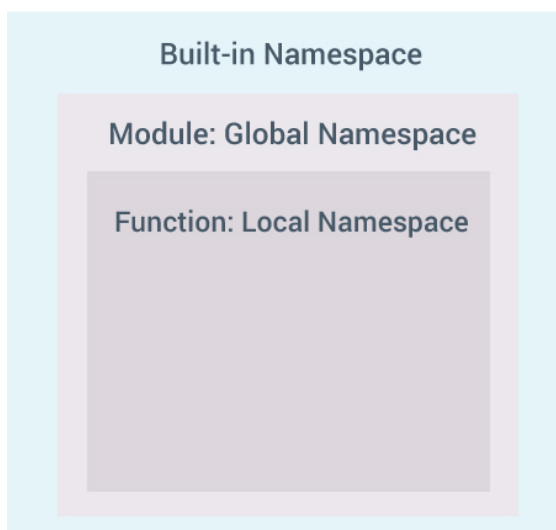 Built-in Namespace
Module: Global Namespace
Function: Local Namespace